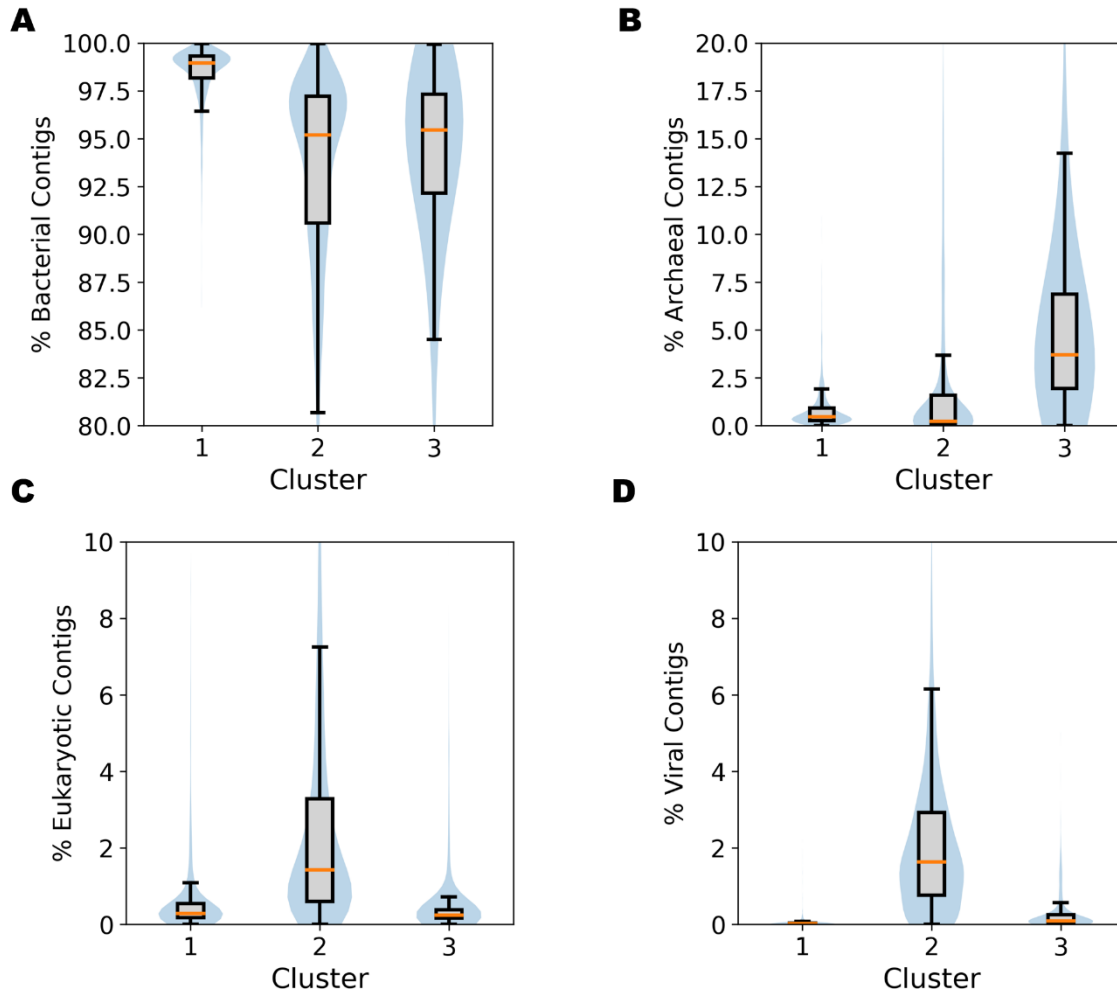 A
100.0
97.5
95.0
92.5
90.0
87.5
85.0
82.5
80.0
% Bacterial Contigs
1 2 3
Cluster
B
20.0
17.5
15.0
12.5
10.0
7.5
5.0
2.5
0.0
% Archaeal Contigs
1 2 3
Cluster
C
10
8
6
4
2
0
% Eukaryotic Contigs
1 2 3
Cluster
D
10
8
6
4
2
0
% Viral Contigs
1 2 3
Cluster